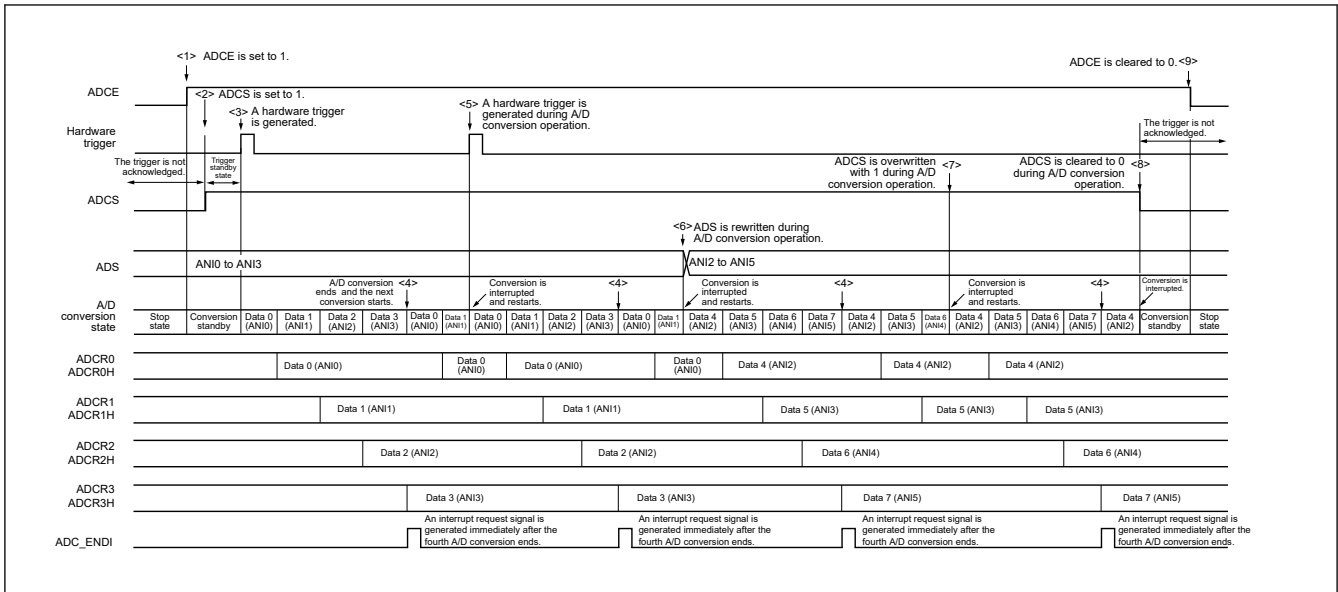 <1> ADCE is set to 1.
ADCE is cleared to 0. <9>
ADCE
<2> ADCS is set to 1.
<3> A hardware trigger
is generated.
<5> A hardware trigger is
generated during A/D
conversion operation.
Hardware
trigger
The trigger is not
acknowledged.
The trigger is not
acknowledged.
Trigger
standby
state
ADCS is overwritten
with 1 during A/D
conversion operation.
<7>
ADCS is cleared to 0
during A/D conversion
operation.
<8>
ADCS
<6> ADS is rewritten during
A/D conversion operation.
ADS
ANI0 to ANI3
ANI2 to ANI5
A/D conversion
ends and the next
conversion starts.
<4>
Conversion is
interrupted
and restarts.
<4>
Conversion is
interrupted
and restarts.
<4>
Conversion is
interrupted
and restarts.
<4>
Conversion is
interrupted.
A/D
conversion
state
Stop
state
Conversion
standby
Data 0
(ANI0)
Data 1
(ANI1)
Data 2
(ANI2)
Data 3
(ANI3)
Data 0
(ANI0)
Data 1
(ANI1)
Data 0
(ANI0)
Data 1
(ANI1)
Data 2
(ANI2)
Data 3
(ANI3)
Data 0
(ANI0)
Data 1
(ANI1)
Data 4
(ANI2)
Data 5
(ANI3)
Data 6
(ANI4)
Data 7
(ANI5)
Data 4
(ANI2)
Data 5
(ANI3)
Data 6
(ANI4)
Data 4
(ANI2)
Data 5
(ANI3)
Data 6
(ANI4)
Data 7
(ANI5)
Data 4
(ANI2)
Conversion
standby
Stop
state
ADCR0
ADCR0H
Data 0 (ANI0)
Data 0
(ANI0)
Data 0 (ANI0)
Data 0
(ANI0)
Data 4 (ANI2)
Data 4 (ANI2)
Data 4 (ANI2)
ADCR1
ADCR1H
Data 1 (ANI1)
Data 1 (ANI1)
Data 5 (ANI3)
Data 5 (ANI3)
Data 5 (ANI3)
ADCR2
ADCR2H
Data 2 (ANI2)
Data 2 (ANI2)
Data 6 (ANI4)
Data 6 (ANI4)
ADCR3
ADCR3H
Data 3 (ANI3)
Data 3 (ANI3)
Data 7 (ANI5)
Data 7 (ANI5)
ADC_ENDI
An interrupt request signal is
generated immediately after the
fourth A/D conversion ends.
An interrupt request signal is
generated immediately after the
fourth A/D conversion ends.
An interrupt request signal is
generated immediately after the
fourth A/D conversion ends.
An interrupt request signal is
generated immediately after the
fourth A/D conversion ends.